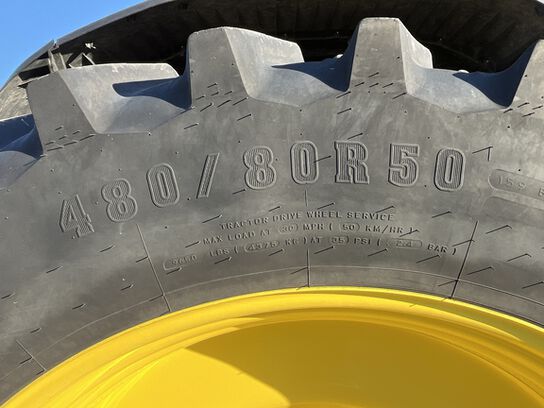 480/80R50
159
TRACTOR DRIVE WHEEL SERVICE
MAX LOAD AT 30 MPH ( 50 KM/HR )
9650 LBS ( 4375 KG ) AT 35 PSI ( 2.4 BAR )